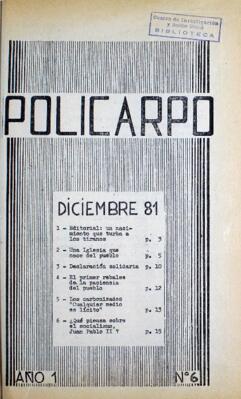 Centro de Investigación
y Acción Social
BIBLIOTECA
POLICARPO
DICIEMBRE 81
1 - Editorial: un naci-
miento que turba a
los tiranos p. 3
2 - Una Iglesia que
nace del pueblo p. 5
3 - Declaración solidaria p. 10
4 - El primer rebalse
de la paciencia
del pueblo p. 12
5 - Los carbonizados
"Cualquier medio
es lícito" p. 13
6 - ¿Qué piensa sobre
el socialismo,
Juan Pablo II ? p. 15
AÑO 1 Nº 6